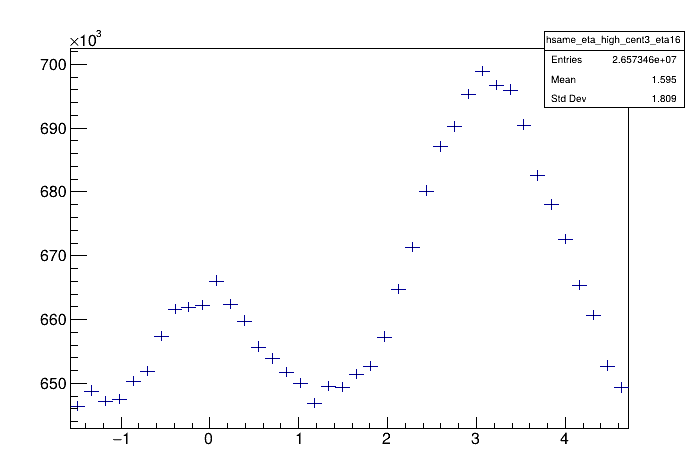 ×10³
hsame_eta_high_cent3_eta16
Entries 2.657346e+07
Mean 1.595
Std Dev 1.809
700
690
680
670
660
650
−1 0 1 2 3 4